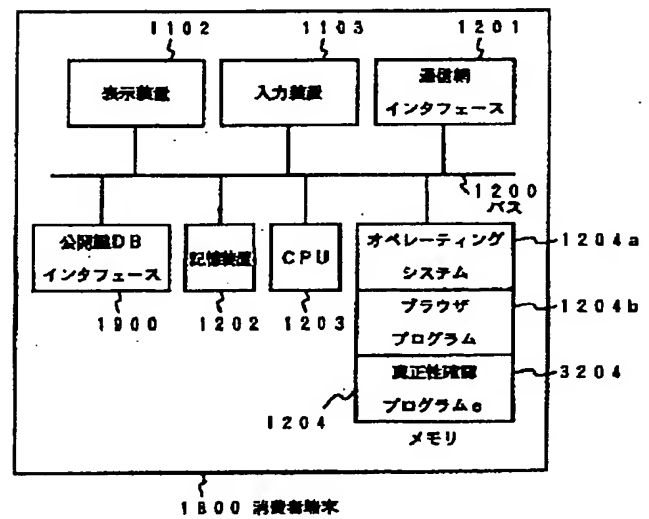 1102
1103
1201
表示装置
入力装置
通信網
インタフェース
1200
バス
公開鍵DB
インタフェース
記憶装置
CPU
オペレーティング
システム
1204a
ブラウザ
プログラム
1204b
真正性確認
プログラムc
3204
1900
1202
1203
1204
メモリ
1800 消費者端末